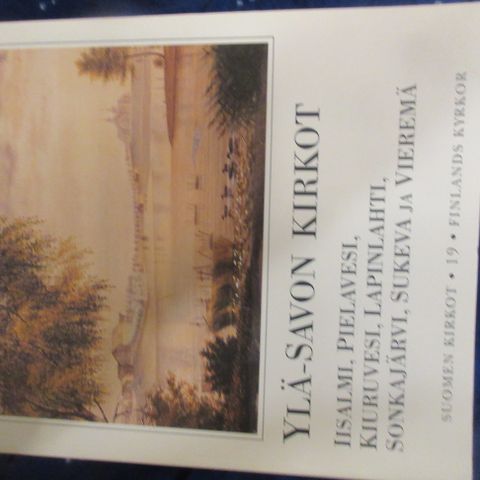 YLÄ-SAVON KIRKOT
IISALMI, PIELAVESI,
KIURUVESI, LAPINLAHTI,
SONKAJÄRVI, SUKEVA JA VIEREMÄ
SUOMEN KIRKOT • 19 • FINLANDS KYRKOR